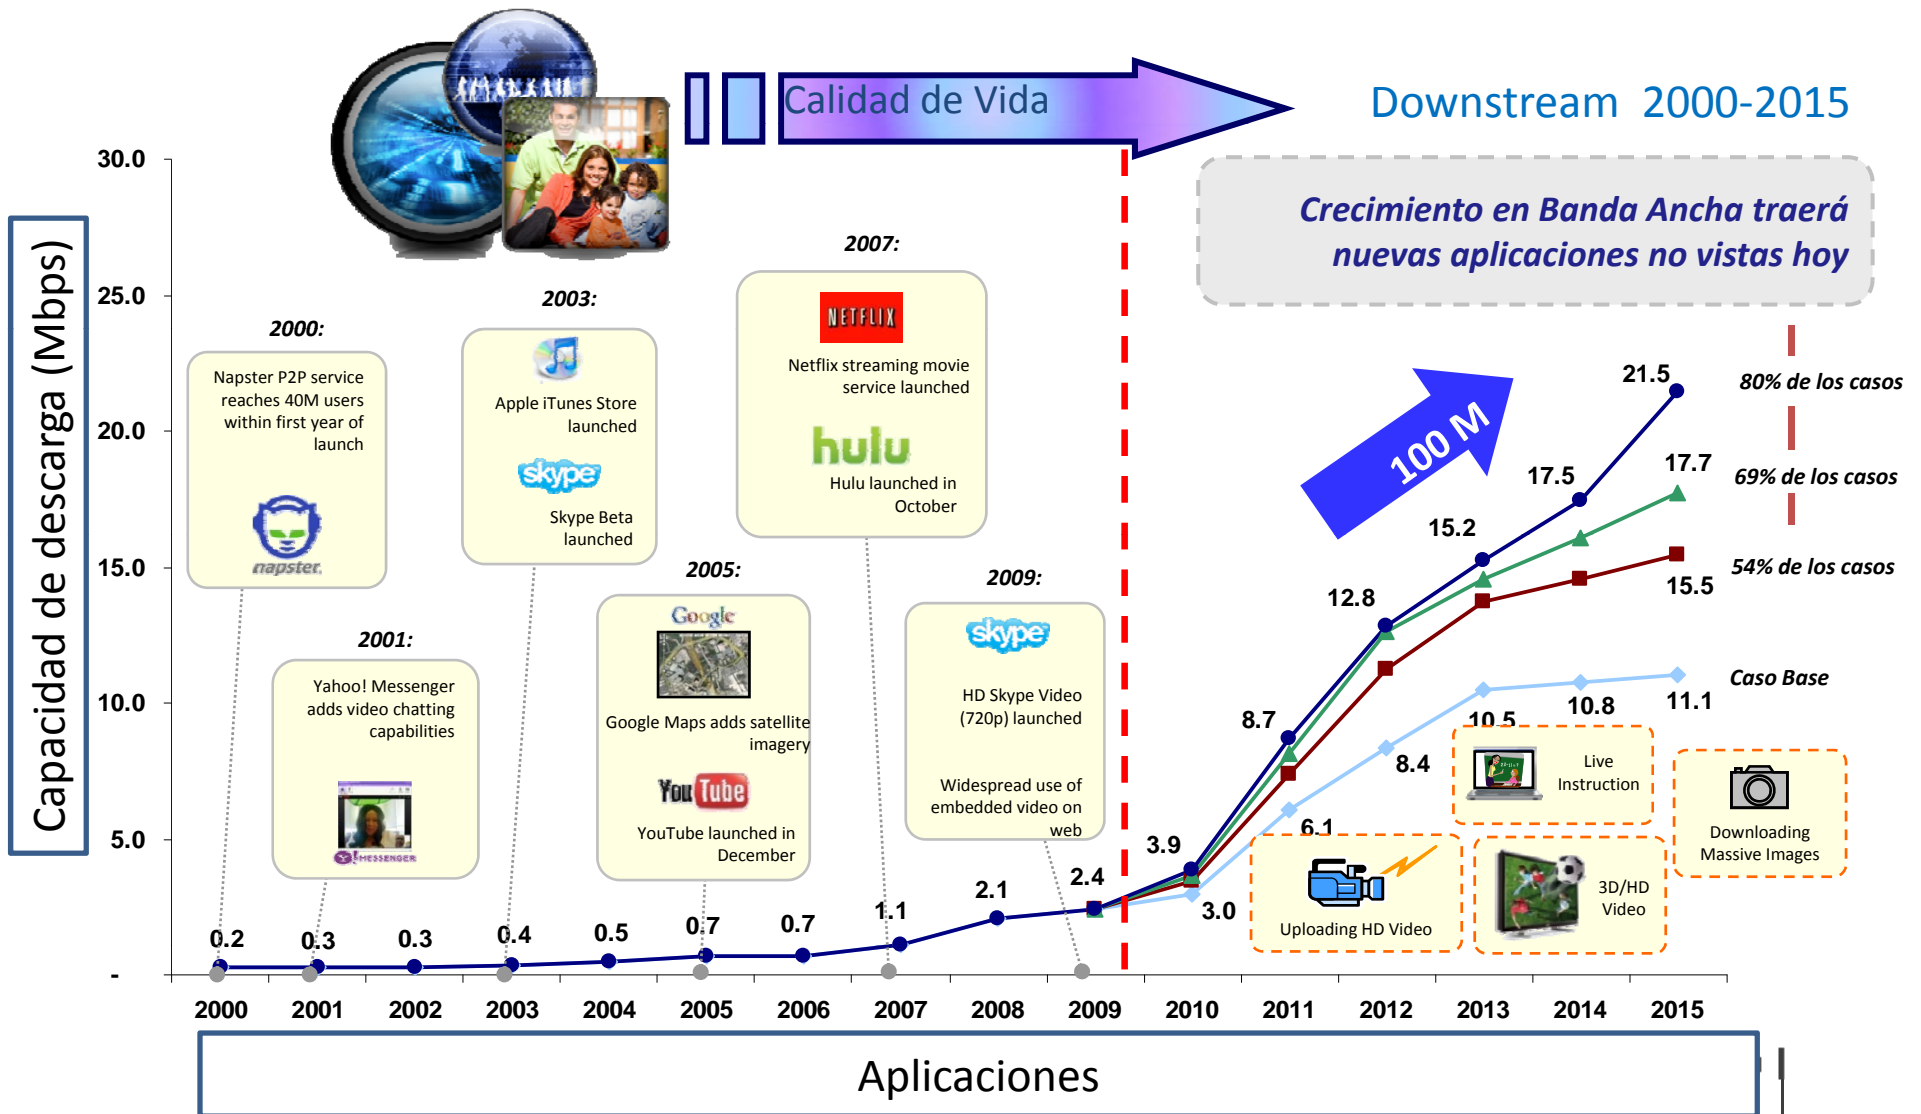 Calidad de Vida
Downstream 2000-2015
Crecimiento en Banda Ancha traerá
nuevas aplicaciones no vistas hoy
Capacidad de descarga (Mbps)
30.0
25.0
20.0
15.0
10.0
5.0
-
2000:
Napster P2P service
reaches 40M users
within first year of
launch
napster.
2001:
Yahoo! Messenger
adds video chatting
capabilities
Y! MESSENGER
2003:
Apple iTunes Store
launched
skype
Skype Beta
launched
2005:
Google
Google Maps adds satellite
imagery
You Tube
YouTube launched in
December
2007:
NETFLIX
Netflix streaming movie
service launched
hulu
Hulu launched in
October
2009:
skype
HD Skype Video
(720p) launched
Widespread use of
embedded video on
web
100 M
80% de los casos
69% de los casos
54% de los casos
Caso Base
21.5
17.7
17.5
15.2
15.5
12.8
8.7
11.1
10.8
10.5
8.4
6.1
3.9
3.0
0.2
0.3
0.3
0.4
0.5
0.7
0.7
1.1
2.1
2.4
Live
Instruction
Downloading
Massive Images
Uploading HD Video
3D/HD
Video
2000 2001 2002 2003 2004 2005 2006 2007 2008 2009 2010 2011 2012 2013 2014 2015
Aplicaciones